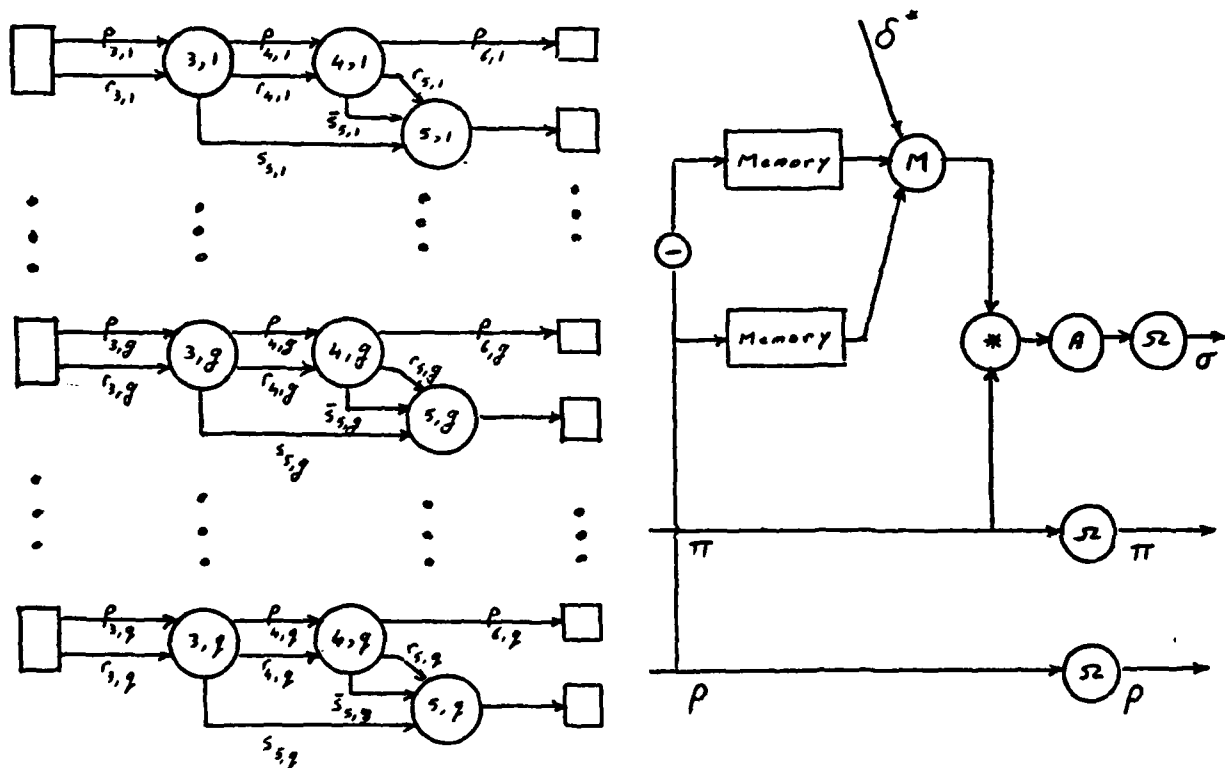 ρ3,1 3,1 ρ4,1 4,1 ρ6,1
r3,1 r4,1 r5,1
s̄5,1 5,1
s5,1
ρ3,g 3,g ρ4,g 4,g ρ6,g
r3,g r4,g r5,g
s̄5,g 5,g
s5,g
ρ3,q 3,q ρ4,q 4,q ρ6,q
r3,q r4,q r5,q
s̄5,q 5,q
s5,q
δ*
Memory M
−
Memory * A Ω σ
π Ω π
ρ Ω ρ